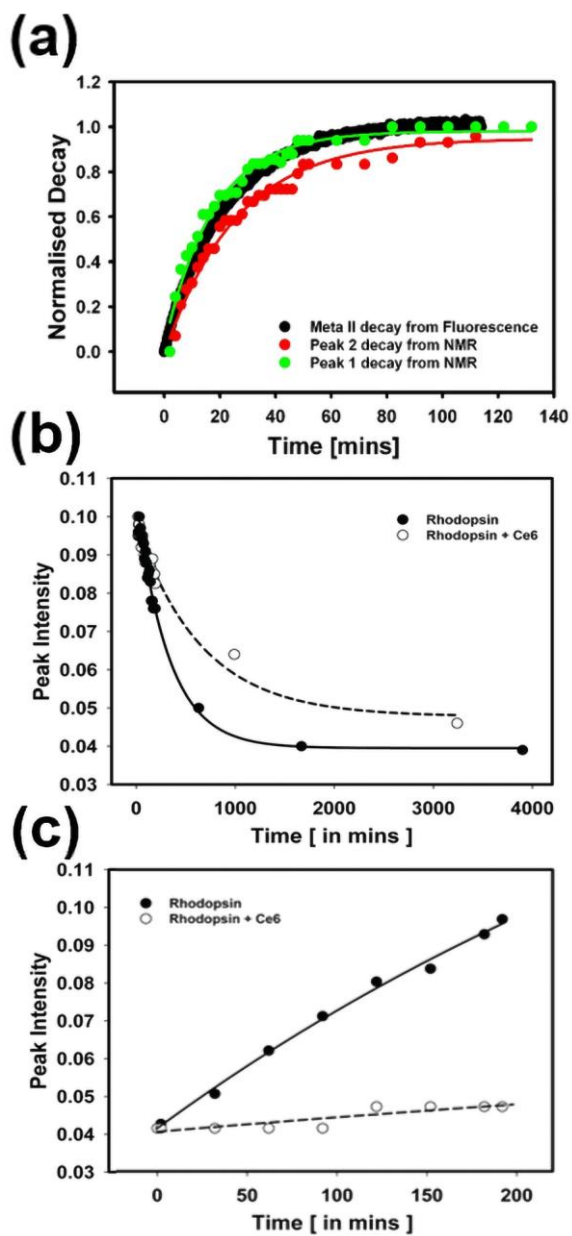 (a)
1.2
1.0
0.8
0.6
0.4
0.2
0.0
Normalised Decay
Meta II decay from Fluorescence
Peak 2 decay from NMR
Peak 1 decay from NMR
0 20 40 60 80 100 120 140
Time [mins]
(b)
0.11
0.10
0.09
0.08
0.07
0.06
0.05
0.04
0.03
Peak Intensity
Rhodopsin
Rhodopsin + Ce6
0 1000 2000 3000 4000
Time [ in mins ]
(c)
0.11
0.10
0.09
0.08
0.07
0.06
0.05
0.04
0.03
Peak Intensity
Rhodopsin
Rhodopsin + Ce6
0 50 100 150 200
Time [ in mins ]